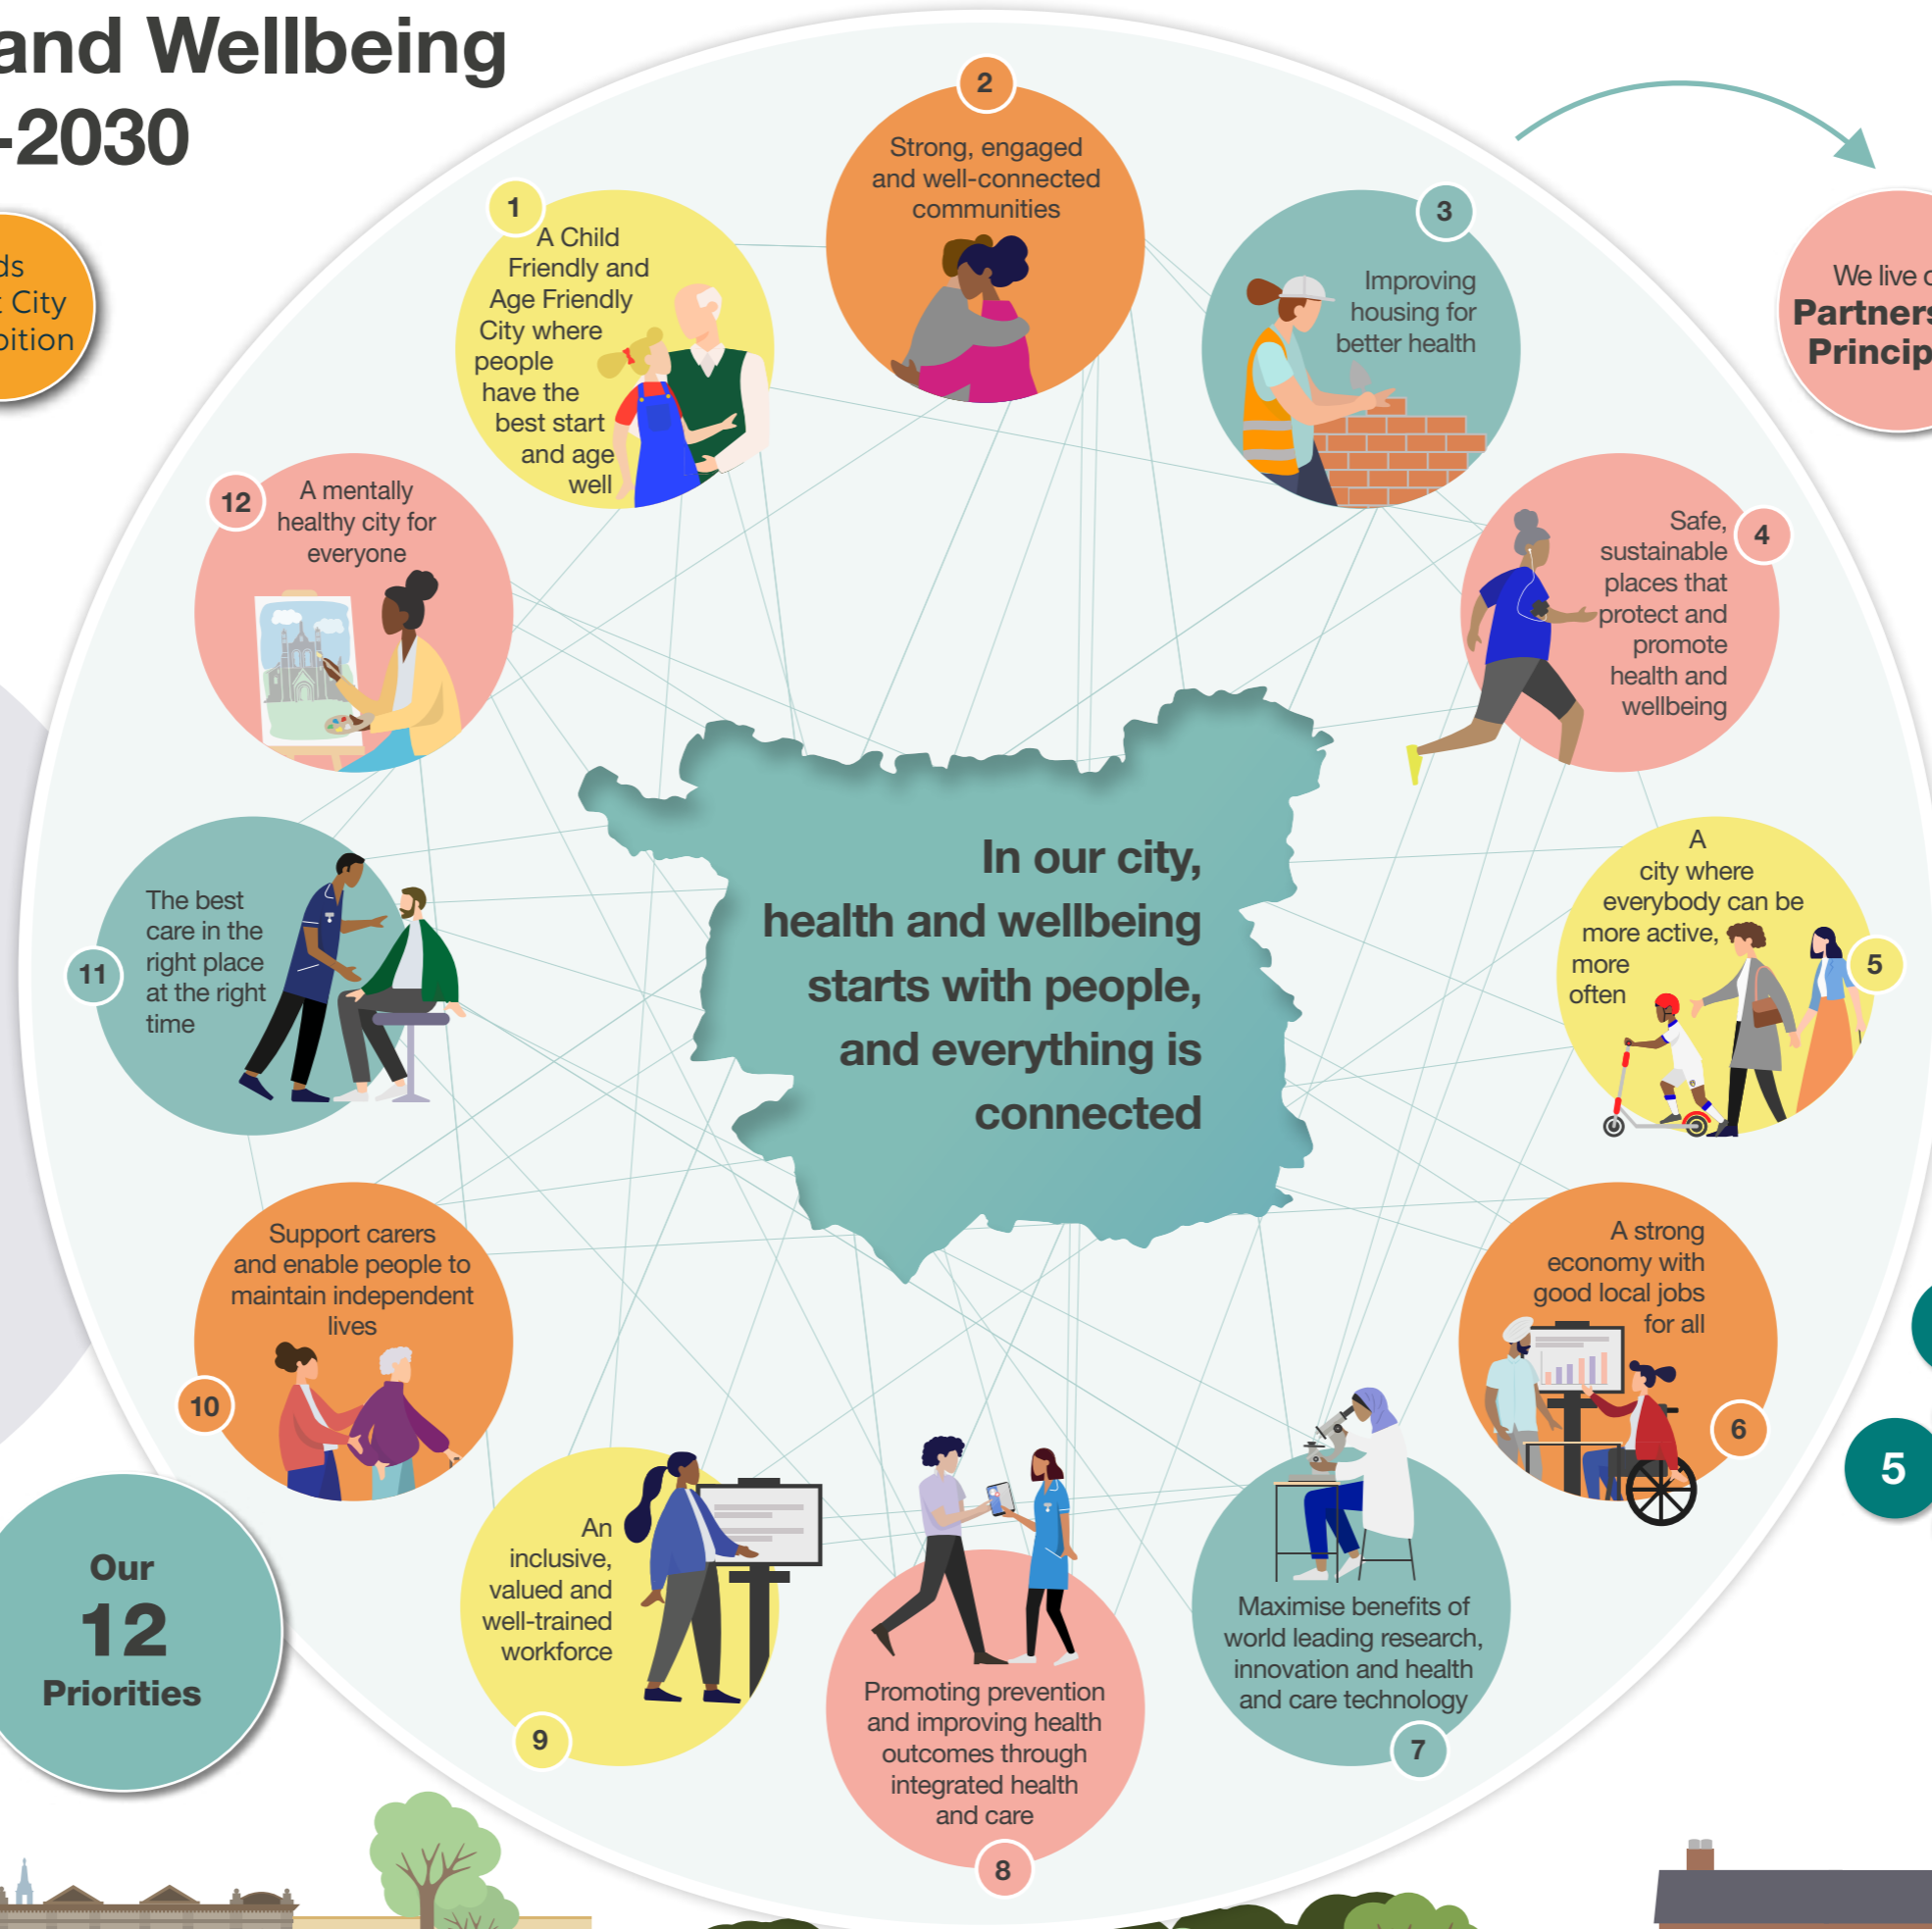 and Wellbeing
-2030
City
We live
1
A Child
Friendly and
Age Friendly
City where
people
have the
best start
and age
well
2
Strong, engaged
and well-connected
communities
3
Improving
housing for
better health
4
Safe,
sustainable
places that
protect and
promote
health and
wellbeing
5
A
city where
everybody can be
more active,
more
often
6
A strong
economy with
good local jobs
for all
7
Maximise benefits of
world leading research,
innovation and health
and care technology
8
Promoting prevention
and improving health
outcomes through
integrated health
and care
9
An
inclusive,
valued and
well-trained
workforce
10
Support carers
and enable people to
maintain independent
lives
11
The best
care in the
right place
at the right
time
12
A mentally
healthy city for
everyone
In our city,
health and wellbeing
starts with people,
and everything is
connected
Our
12
Priorities
5